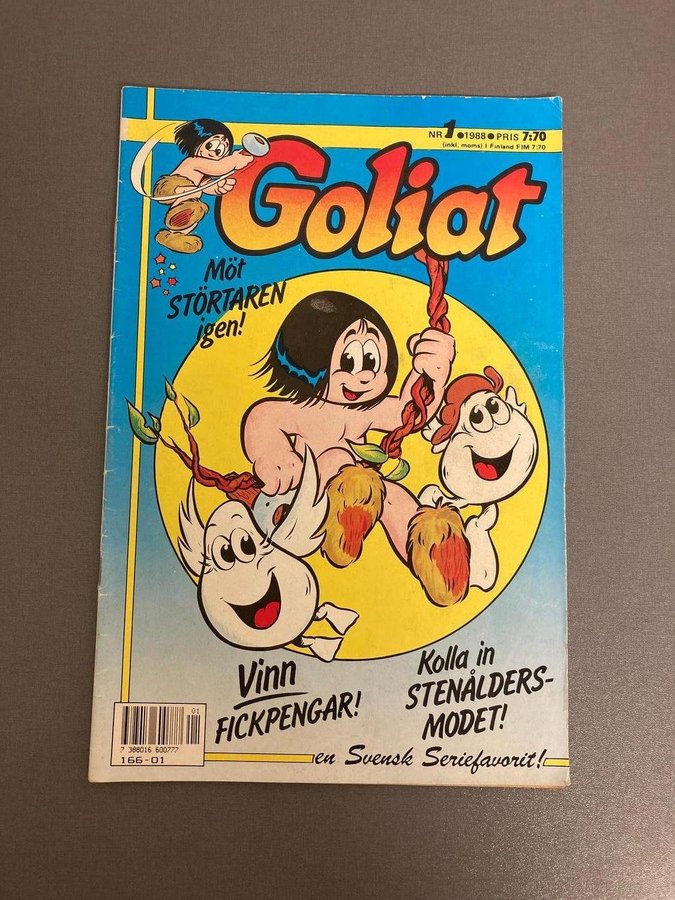 NR 1 ● 1988 ● PRIS 7:70
(inkl. moms) I Finland FIM 7:70
Goliat
Möt
STÖRTAREN
igen!
Vinn
FICKPENGAR!
Kolla in
STENÅLDERS-
MODET!
01
7 388016 600777
166-01
en Svensk Seriefavorit!